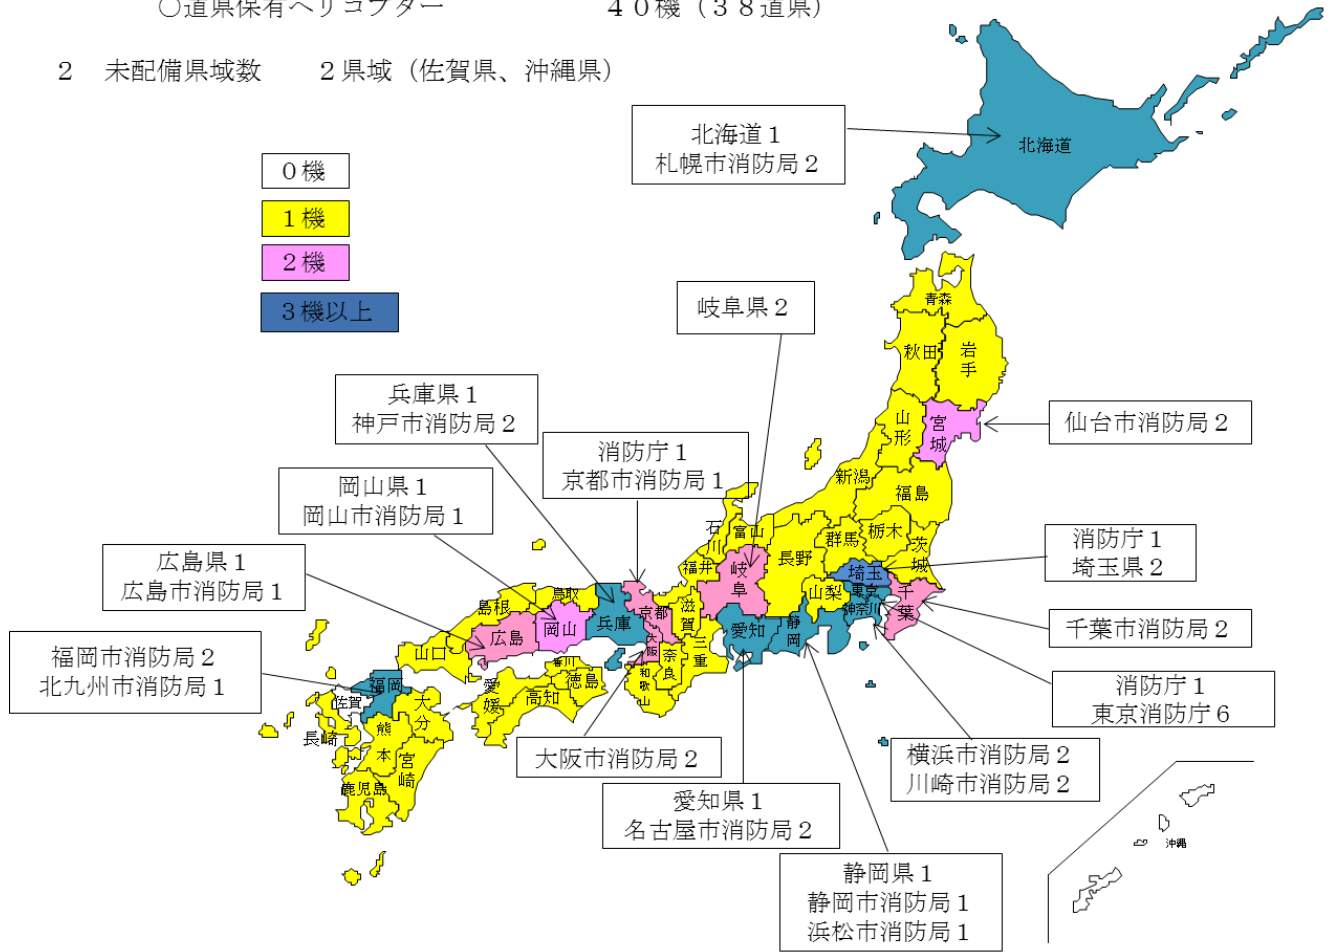 ○道県保有ヘリコプター　４０機（３８道県）
２　未配備県域数　２県域（佐賀県、沖縄県）
０機
１機
２機
３機以上
北海道１
札幌市消防局２
北海道
岐阜県２
青森
秋田
岩手
兵庫県１
神戸市消防局２
山形
宮城
仙台市消防局２
消防庁１
京都市消防局１
岡山県１
岡山市消防局１
新潟
福島
石川
富山
長野
群馬
栃木
茨城
消防庁１
埼玉県２
広島県１
広島市消防局１
福井
岐阜
埼玉
東京
山梨
神奈川
千葉
千葉市消防局２
鳥取
島根
京都
滋賀
兵庫
岡山
広島
大阪
愛知
静岡
山口
奈良
三重
和歌山
福岡市消防局２
北九州市消防局１
福岡
佐賀
大分
愛媛
香川
徳島
高知
消防庁１
東京消防庁６
長崎
熊本
宮崎
鹿児島
大阪市消防局２
横浜市消防局２
川崎市消防局２
愛知県１
名古屋市消防局２
静岡県１
静岡市消防局１
浜松市消防局１
沖縄